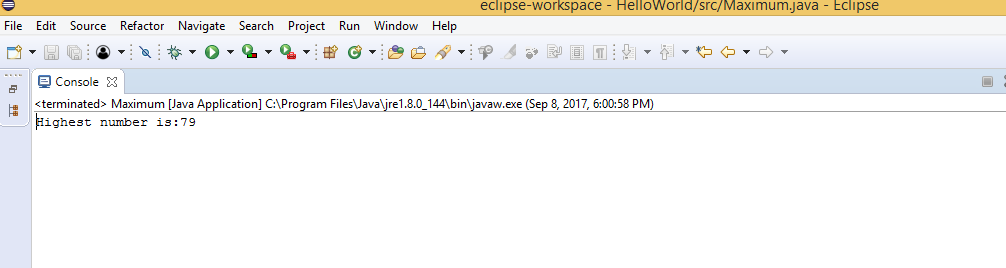 eclipse-workspace - HelloWorld/src/Maximum.java - Eclipse
File Edit Source Refactor Navigate Search Project Run Window Help
Console
<terminated> Maximum [Java Application] C:\Program Files\Java\jre1.8.0_144\bin\javaw.exe (Sep 8, 2017, 6:00:58 PM)
Highest number is:79